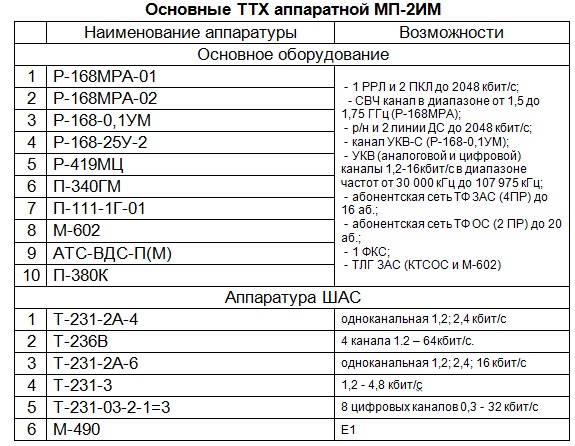 Основные ТТХ аппаратной МП-2ИМ
Наименование аппаратуры Возможности
Основное оборудование
1 Р-168МРА-01
2 Р-168МРА-02
3 Р-168-0,1УМ
4 Р-168-25У-2
5 Р-419МЦ
6 П-340ГМ
7 П-111-1Г-01
8 М-602
9 АТС-ВДС-П(М)
10 П-380К
- 1 РРЛ и 2 ПКЛ до 2048 кбит/с;
- СВЧ канал в диапазоне от 1,5 до
1,75 ГГц (Р-168МРА);
- р/н и 2 линии ДС до 2048 кбит/с;
- канал УКВ-С (Р-168-0,1УМ);
- УКВ (аналоговой и цифровой)
каналы 1,2-16кбит/с в диапазоне
частот от 30 000 кГц до 107 975 кГц;
- абонентская сеть ТФ ЗАС (4ПР) до
16 аб.;
- абонентская сеть ТФ ОС (2 ПР) до 20
аб.;
- 1 ФКС;
- ТЛГ ЗАС (КТСОС и М-602)
Аппаратура ШАС
1 Т-231-2А-4 одноканальная 1,2; 2,4 кбит/с
2 Т-236В 4 канала 1.2 – 64кбит/с.
3 Т-231-2А-6 одноканальная 1,2; 2,4; 16 кбит/с
4 Т-231-3 1,2 - 4,8 кбит/с
5 Т-231-03-2-1=3 8 цифровых каналов 0,3 - 32 кбит/с
6 М-490 Е1